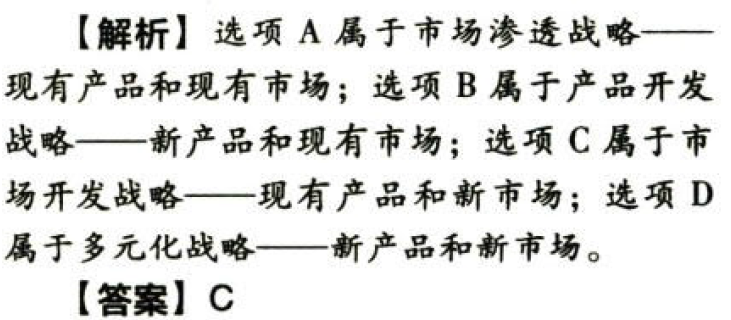 【解析】选项 A 属于市场渗透战略——
现有产品和现有市场；选项 B 属于产品开发
战略——新产品和现有市场；选项 C 属于市
场开发战略——现有产品和新市场；选项 D
属于多元化战略——新产品和新市场。
【答案】C